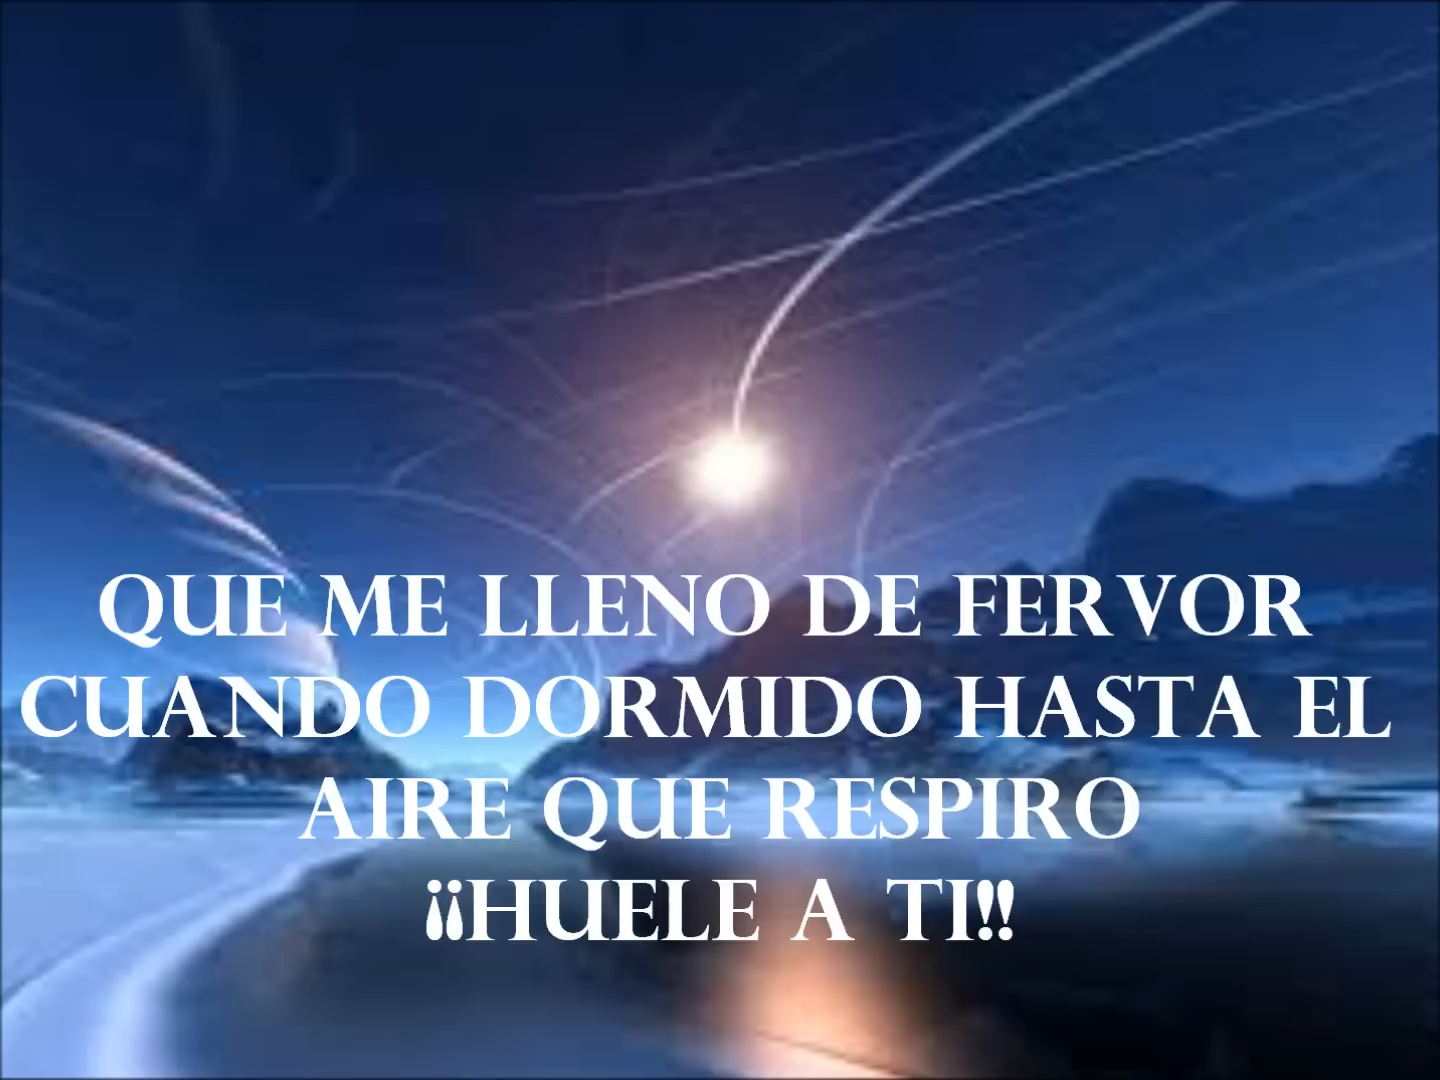 QUE ME LLENO DE FERVOR
CUANDO DORMIDO HASTA EL
AIRE QUE RESPIRO
¡¡HUELE A TI!!